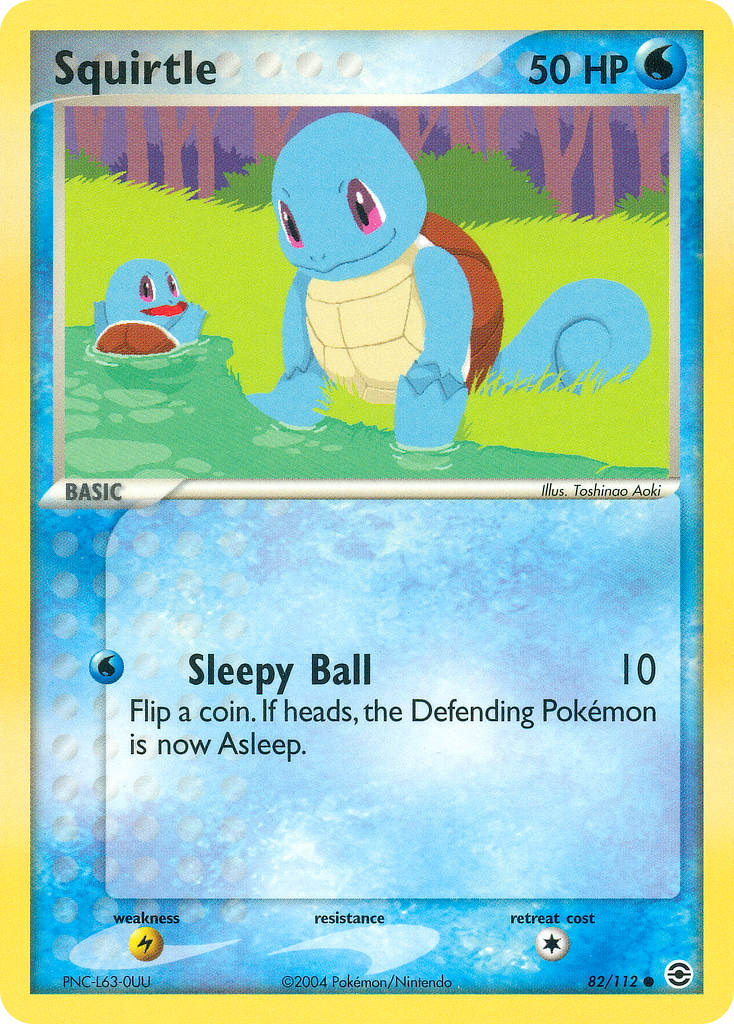 Squirtle
50 HP
BASIC
Illus. Toshinao Aoki
Sleepy Ball 10
Flip a coin. If heads, the Defending Pokémon
is now Asleep.
weakness resistance retreat cost
PNC-L63-0UU ©2004 Pokémon/Nintendo 82/112